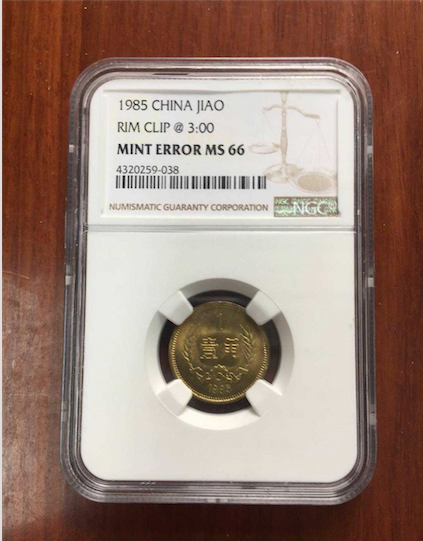 1985 CHINA JIAO
RIM CLIP @ 3:00
MINT ERROR MS 66
4320259-038
NUMISMATIC GUARANTY CORPORATION
NGC
1
壹角
1985